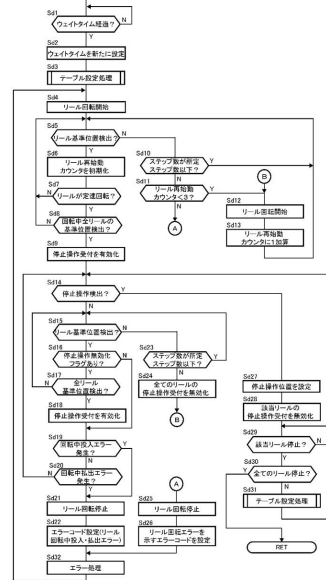 Sd1
ウェイトタイム経過?
N
Y
Sd2
ウェイトタイムを新たに設定
Sd3
テーブル設定処理
Sd4
リール回転開始
Sd5
リール基準位置検出?
N
Y
Sd6
リール再始動
カウンタを初期化
Sd7
N
リールが定速回転?
Y
Sd8
N
回転中全リールの
基準位置検出?
Y
Sd9
停止操作受付を有効化
Sd10
ステップ数が所定
ステップ数以下?
Y
N
Sd11
リール再始動
カウンタ<3?
Y
N
A
B
Sd12
リール回転開始
Sd13
リール再始動
カウンタに1加算
Sd14
停止操作検出?
Y
N
Sd15
リール基準位置検出?
N
Y
Sd16
停止操作無効化
フラグあり?
N
Y
Sd17
N
全リール
基準位置検出?
Y
Sd18
停止操作受付を有効化
Sd19
回転中投入エラー
発生?
Y
N
Sd20
N
回転中払出エラー
発生?
Y
Sd21
リール回転停止
Sd22
エラーコード設定(リール
回転中投入・払出エラー)
Sd32
エラー処理
Sd23
ステップ数が所定
ステップ数以下?
Y
N
Sd24
全てのリールの
停止操作受付を無効化
B
A
Sd25
リール回転停止
Sd26
リール回転エラーを
示すエラーコードを設定
Sd27
停止操作位置を設定
Sd28
該当リールの
停止操作受付を無効化
Sd29
該当リール停止?
N
Y
Sd30
Y
全てのリール停止?
N
Sd31
テーブル設定処理
RET